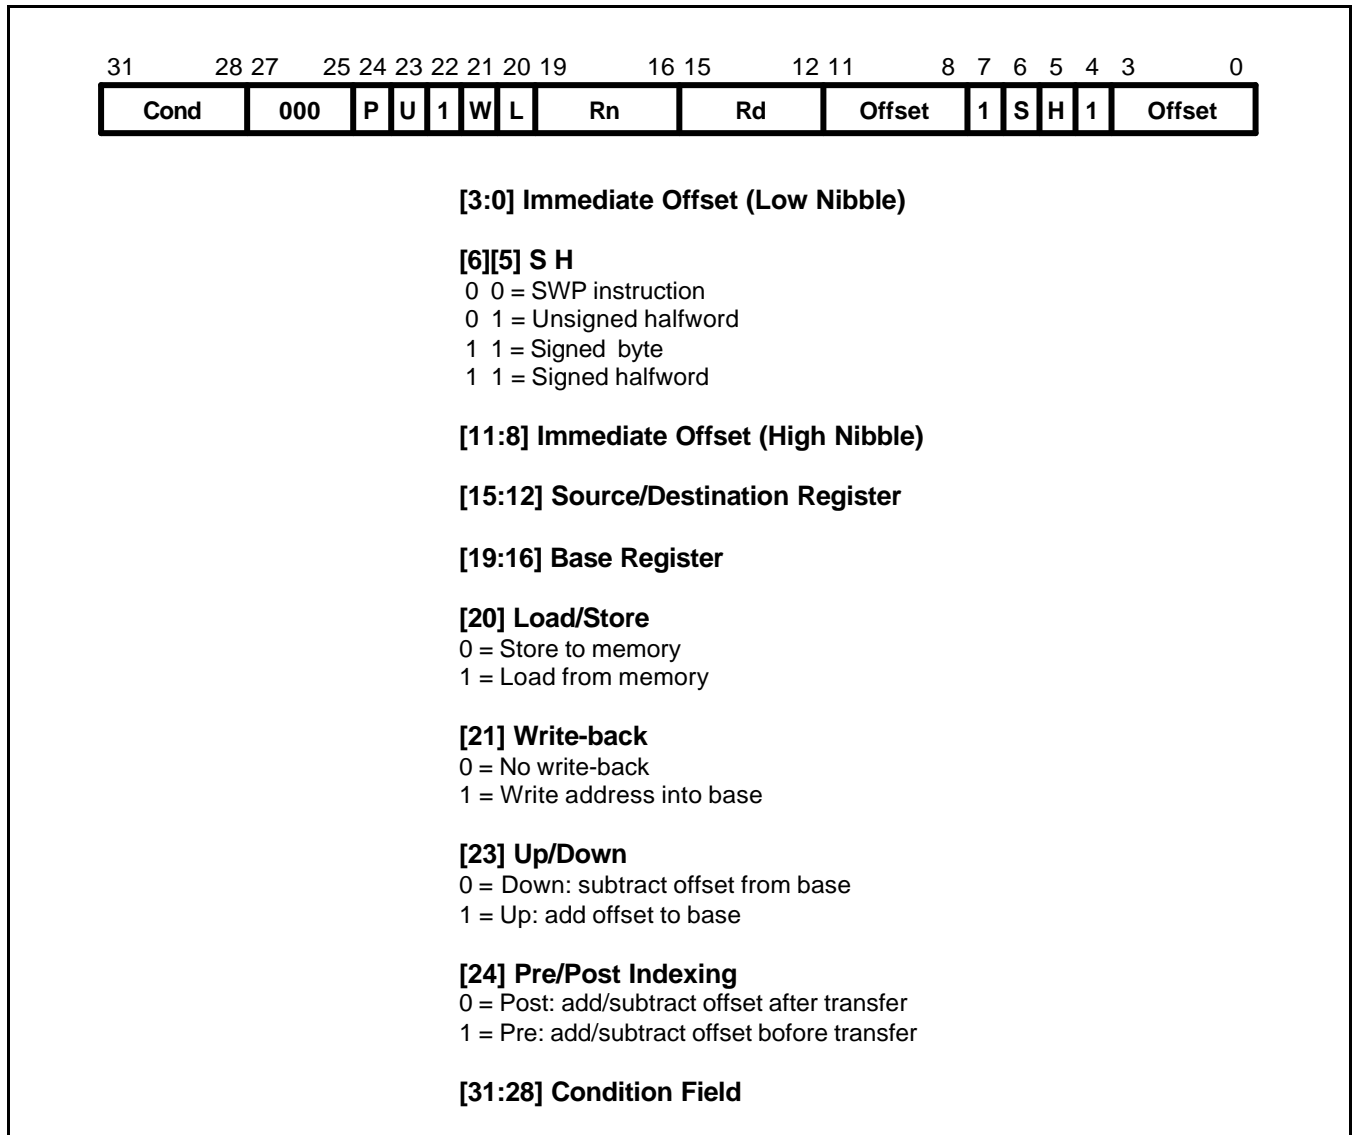 31 28 27 25 24 23 22 21 20 19 16 15 12 11 8 7 6 5 4 3 0
Cond 000 P U 1 W L Rn Rd Offset 1 S H 1 Offset
[3:0] Immediate Offset (Low Nibble)
[6][5] S H
0 0 = SWP instruction
0 1 = Unsigned halfword
1 1 = Signed byte
1 1 = Signed halfword
[11:8] Immediate Offset (High Nibble)
[15:12] Source/Destination Register
[19:16] Base Register
[20] Load/Store
0 = Store to memory
1 = Load from memory
[21] Write-back
0 = No write-back
1 = Write address into base
[23] Up/Down
0 = Down: subtract offset from base
1 = Up: add offset to base
[24] Pre/Post Indexing
0 = Post: add/subtract offset after transfer
1 = Pre: add/subtract offset bofore transfer
[31:28] Condition Field